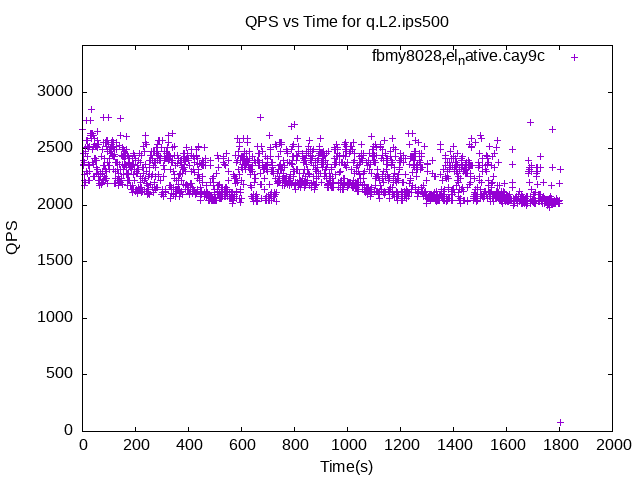 QPS vs Time for q.L2.ips500
fbmy8028relnative.cay9c
3000
2500
2000
1500
1000
500
0
QPS
0 200 400 600 800 1000 1200 1400 1600 1800 2000
Time(s)